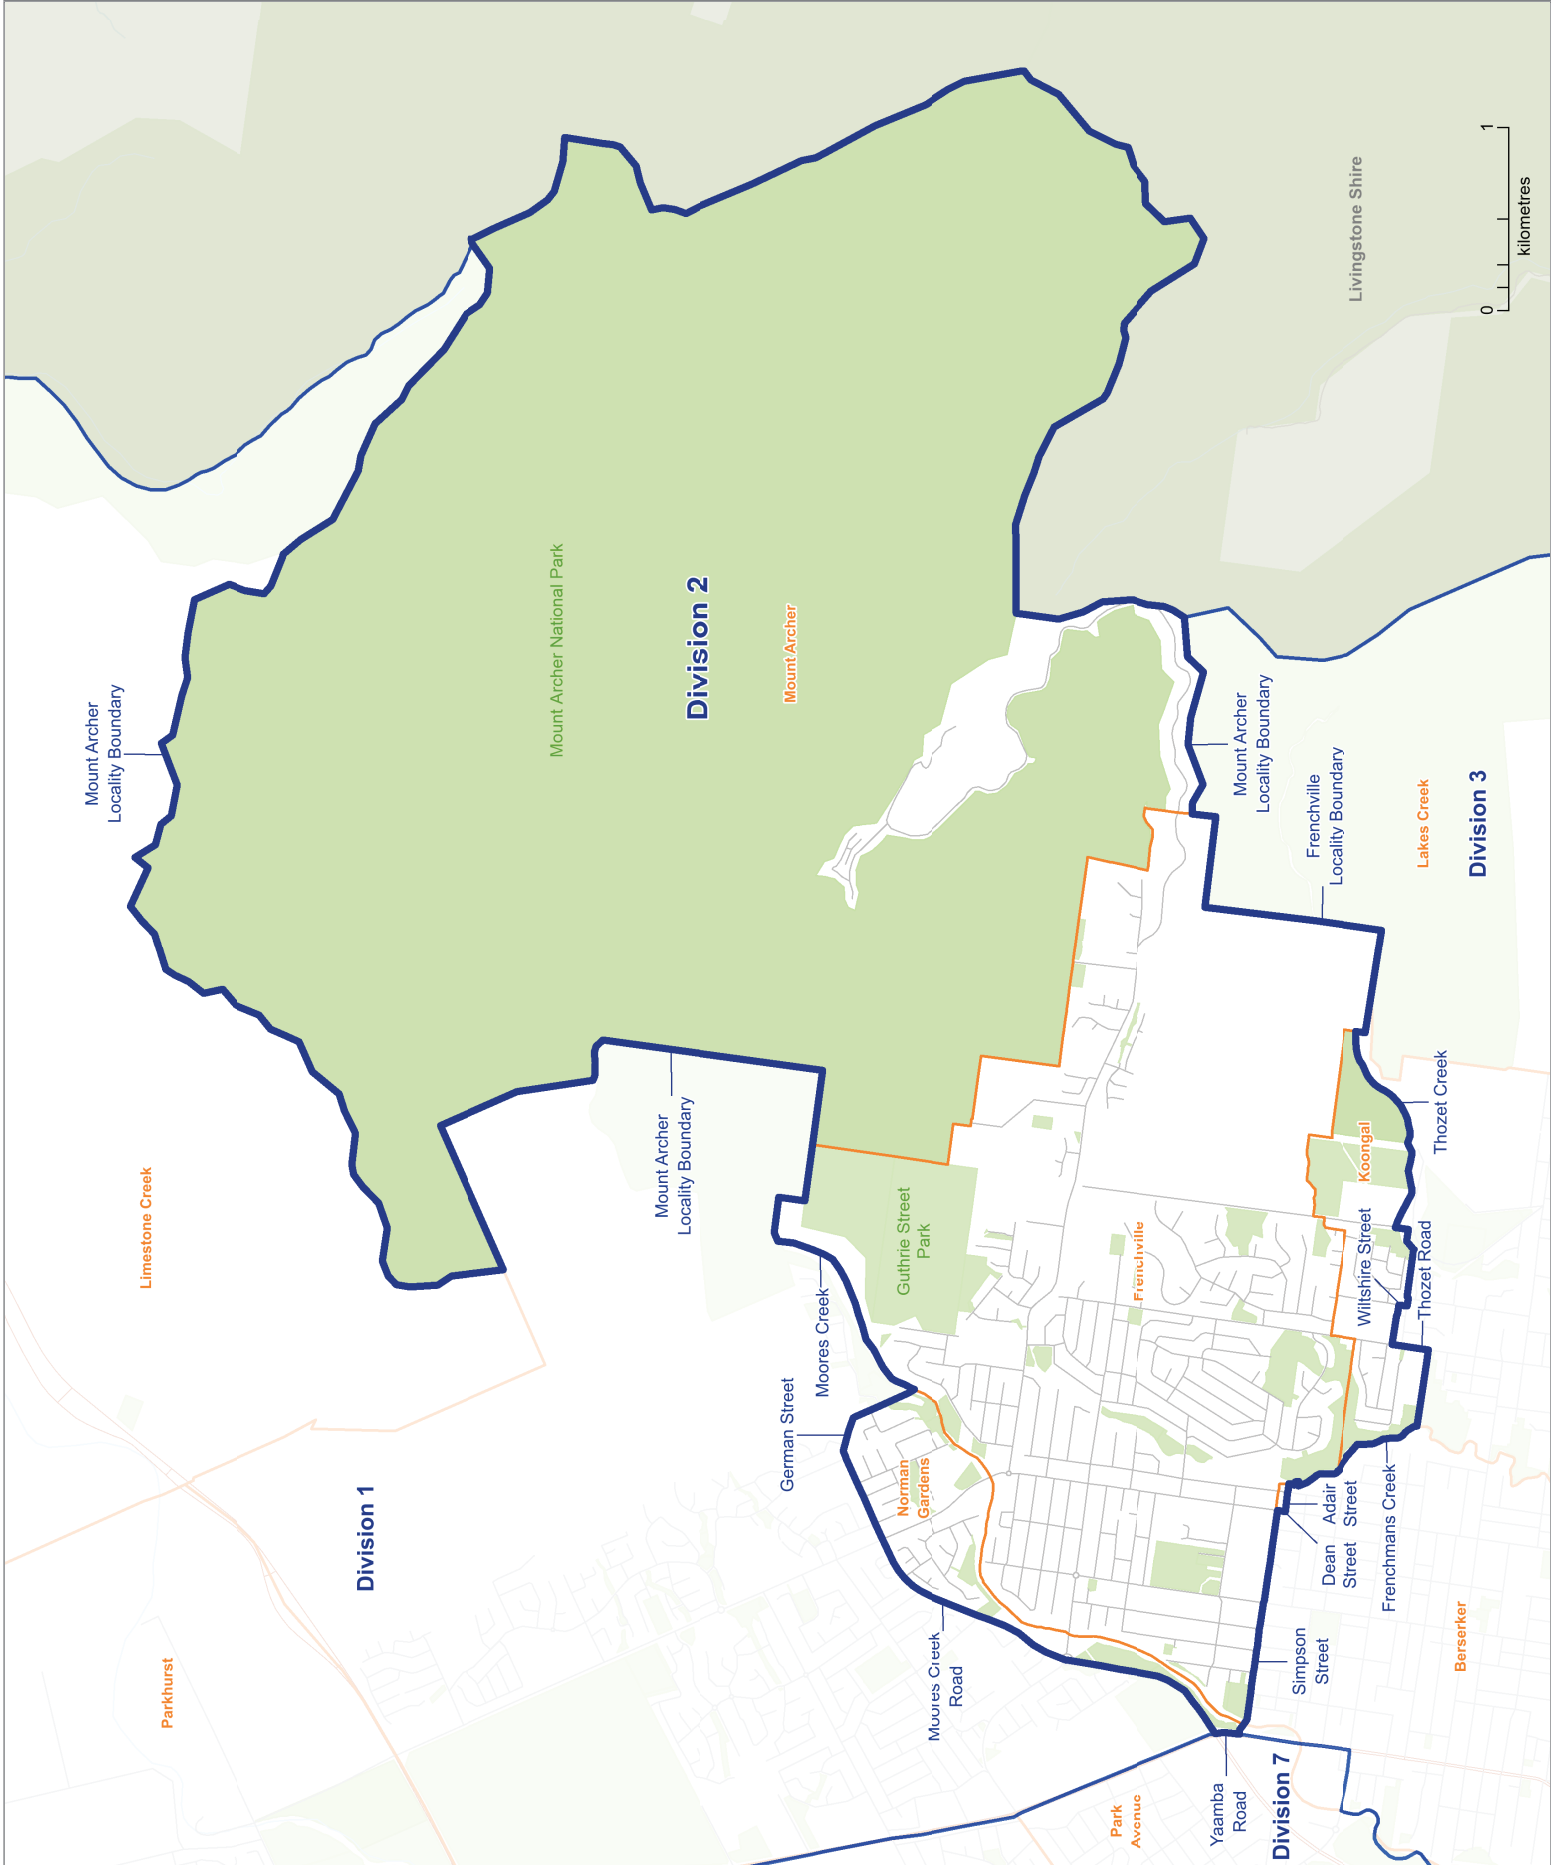 Mount Archer
Locality Boundary
Limestone Creek
Parkhurst
Division 1
Mount Archer National Park
Division 2
Mount Archer
Mount Archer
Locality Boundary
German Street
Moores Creek
Guthrie Street
Park
Norman
Gardens
Moores Creek
Road
Frenchville
Park
Avenue
Yaamba
Road
Division 7
Simpson
Street
Dean
Street
Adair
Street
Frenchmans Creek
Berserker
Wiltshire Street
Thozet Road
Koongal
Thozet Creek
Mount Archer
Locality Boundary
Frenchville
Locality Boundary
Lakes Creek
Division 3
Livingstone Shire
0
1
kilometres